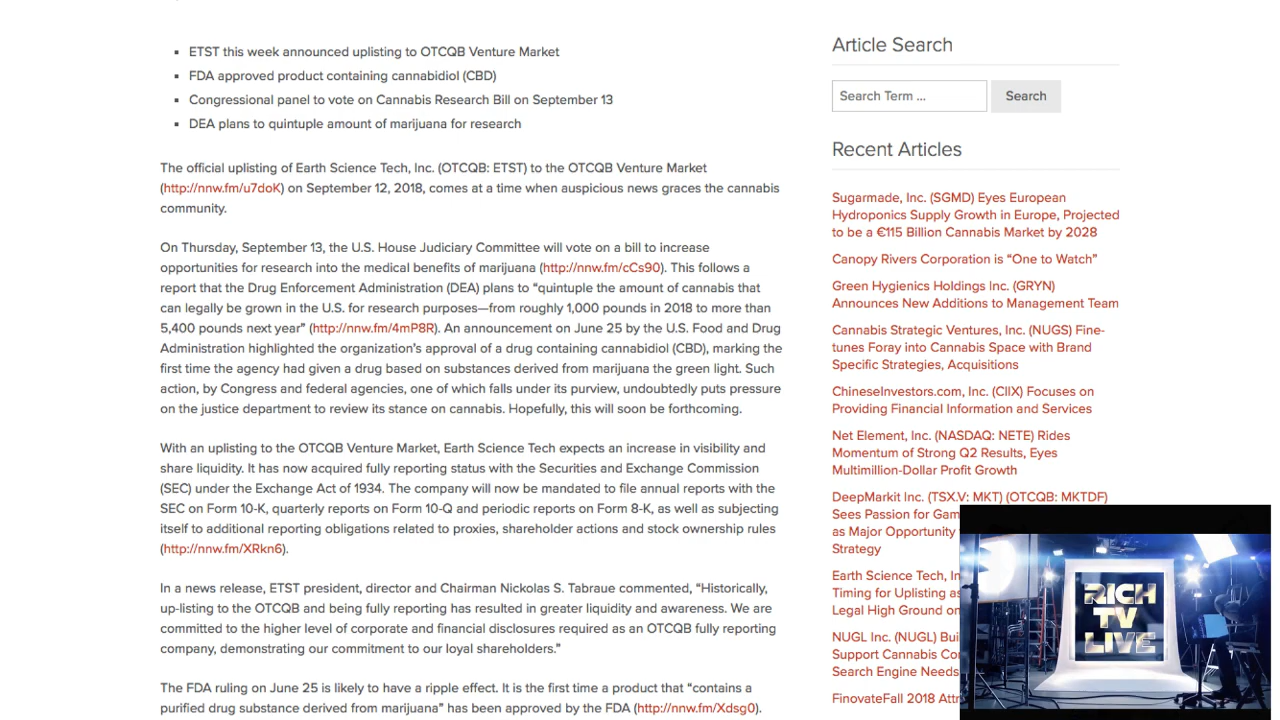 ETST this week announced uplisting to OTCQB Venture Market
FDA approved product containing cannabidiol (CBD)
Congressional panel to vote on Cannabis Research Bill on September 13
DEA plans to quintuple amount of marijuana for research
The official uplisting of Earth Science Tech, Inc. (OTCQB: ETST) to the OTCQB Venture Market
(http://nnw.fm/u7doK) on September 12, 2018, comes at a time when auspicious news graces the cannabis
community.
On Thursday, September 13, the U.S. House Judiciary Committee will vote on a bill to increase
opportunities for research into the medical benefits of marijuana (http://nnw.fm/cCs90). This follows a
report that the Drug Enforcement Administration (DEA) plans to “quintuple the amount of cannabis that
can legally be grown in the U.S. for research purposes—from roughly 1,000 pounds in 2018 to more than
5,400 pounds next year” (http://nnw.fm/4mP8R). An announcement on June 25 by the U.S. Food and Drug
Administration highlighted the organization’s approval of a drug containing cannabidiol (CBD), marking the
first time the agency had given a drug based on substances derived from marijuana the green light. Such
action, by Congress and federal agencies, one of which falls under its purview, undoubtedly puts pressure
on the justice department to review its stance on cannabis. Hopefully, this will soon be forthcoming.
With an uplisting to the OTCQB Venture Market, Earth Science Tech expects an increase in visibility and
share liquidity. It has now acquired fully reporting status with the Securities and Exchange Commission
(SEC) under the Exchange Act of 1934. The company will now be mandated to file annual reports with the
SEC on Form 10-K, quarterly reports on Form 10-Q and periodic reports on Form 8-K, as well as subjecting
itself to additional reporting obligations related to proxies, shareholder actions and stock ownership rules
(http://nnw.fm/XRkn6).
In a news release, ETST president, director and Chairman Nickolas S. Tabraue commented, “Historically,
up-listing to the OTCQB and being fully reporting has resulted in greater liquidity and awareness. We are
committed to the higher level of corporate and financial disclosures required as an OTCQB fully reporting
company, demonstrating our commitment to our loyal shareholders.”
The FDA ruling on June 25 is likely to have a ripple effect. It is the first time a product that “contains a
purified drug substance derived from marijuana” has been approved by the FDA (http://nnw.fm/Xdsg0).
Article Search
Search Term ...
Search
Recent Articles
Sugarmade, Inc. (SGMD) Eyes European
Hydroponics Supply Growth in Europe, Projected
to be a €115 Billion Cannabis Market by 2028
Canopy Rivers Corporation is “One to Watch”
Green Hygienics Holdings Inc. (GRYN)
Announces New Additions to Management Team
Cannabis Strategic Ventures, Inc. (NUGS) Fine-
tunes Foray into Cannabis Space with Brand
Specific Strategies, Acquisitions
ChineseInvestors.com, Inc. (CIIX) Focuses on
Providing Financial Information and Services
Net Element, Inc. (NASDAQ: NETE) Rides
Momentum of Strong Q2 Results, Eyes
Multimillion-Dollar Profit Growth
DeepMarkit Inc. (TSX.V: MKT) (OTCQB: MKTDF)
Sees Passion for Gam
as Major Opportunity
Strategy
Earth Science Tech, In
Timing for Uplisting as
Legal High Ground on
NUGL Inc. (NUGL) Bui
Support Cannabis Co
Search Engine Needs
FinovateFall 2018 Attr
RICH
TV
LIVE